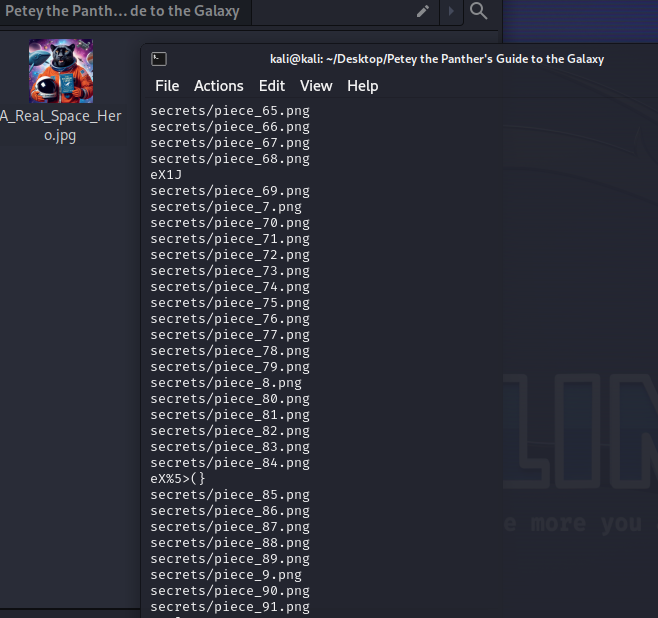 Petey the Panth... de to the Galaxy
A_Real_Space_Her
o.jpg
kali@kali: ~/Desktop/Petey the Panther's Guide to the Galaxy
File Actions Edit View Help
secrets/piece_65.png
secrets/piece_66.png
secrets/piece_67.png
secrets/piece_68.png
eX1J
secrets/piece_69.png
secrets/piece_7.png
secrets/piece_70.png
secrets/piece_71.png
secrets/piece_72.png
secrets/piece_73.png
secrets/piece_74.png
secrets/piece_75.png
secrets/piece_76.png
secrets/piece_77.png
secrets/piece_78.png
secrets/piece_79.png
secrets/piece_8.png
secrets/piece_80.png
secrets/piece_81.png
secrets/piece_82.png
secrets/piece_83.png
secrets/piece_84.png
eX%5>(}
secrets/piece_85.png
secrets/piece_86.png
secrets/piece_87.png
secrets/piece_88.png
secrets/piece_89.png
secrets/piece_9.png
secrets/piece_90.png
secrets/piece_91.png
LIN
e more you